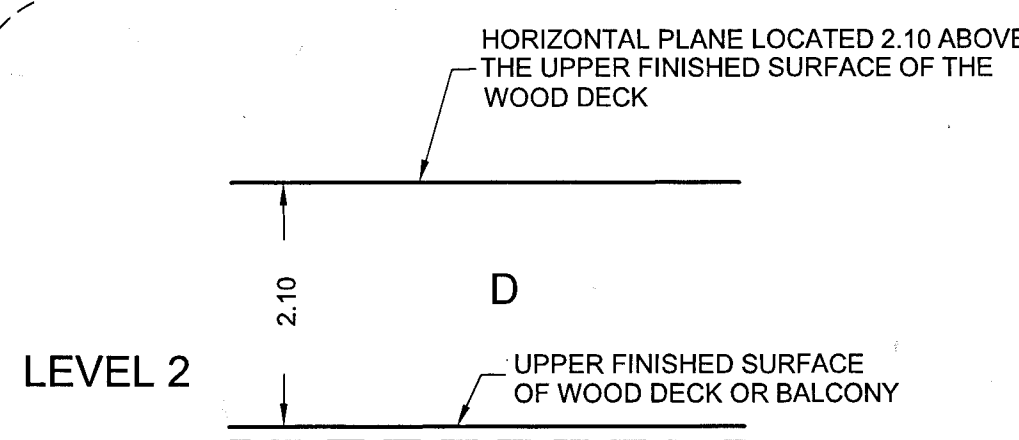 HORIZONTAL PLANE LOCATED 2.10 ABOVE
THE UPPER FINISHED SURFACE OF THE
WOOD DECK
2.10
D
LEVEL 2
UPPER FINISHED SURFACE
OF WOOD DECK OR BALCONY